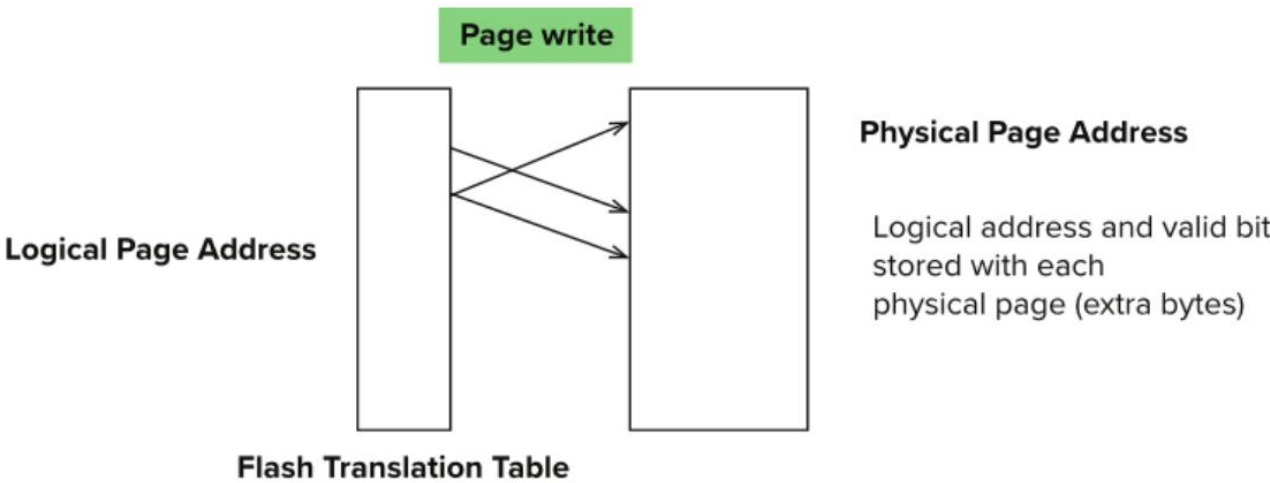 Page write
Physical Page Address
Logical Page Address
Logical address and valid bit
stored with each
physical page (extra bytes)
Flash Translation Table